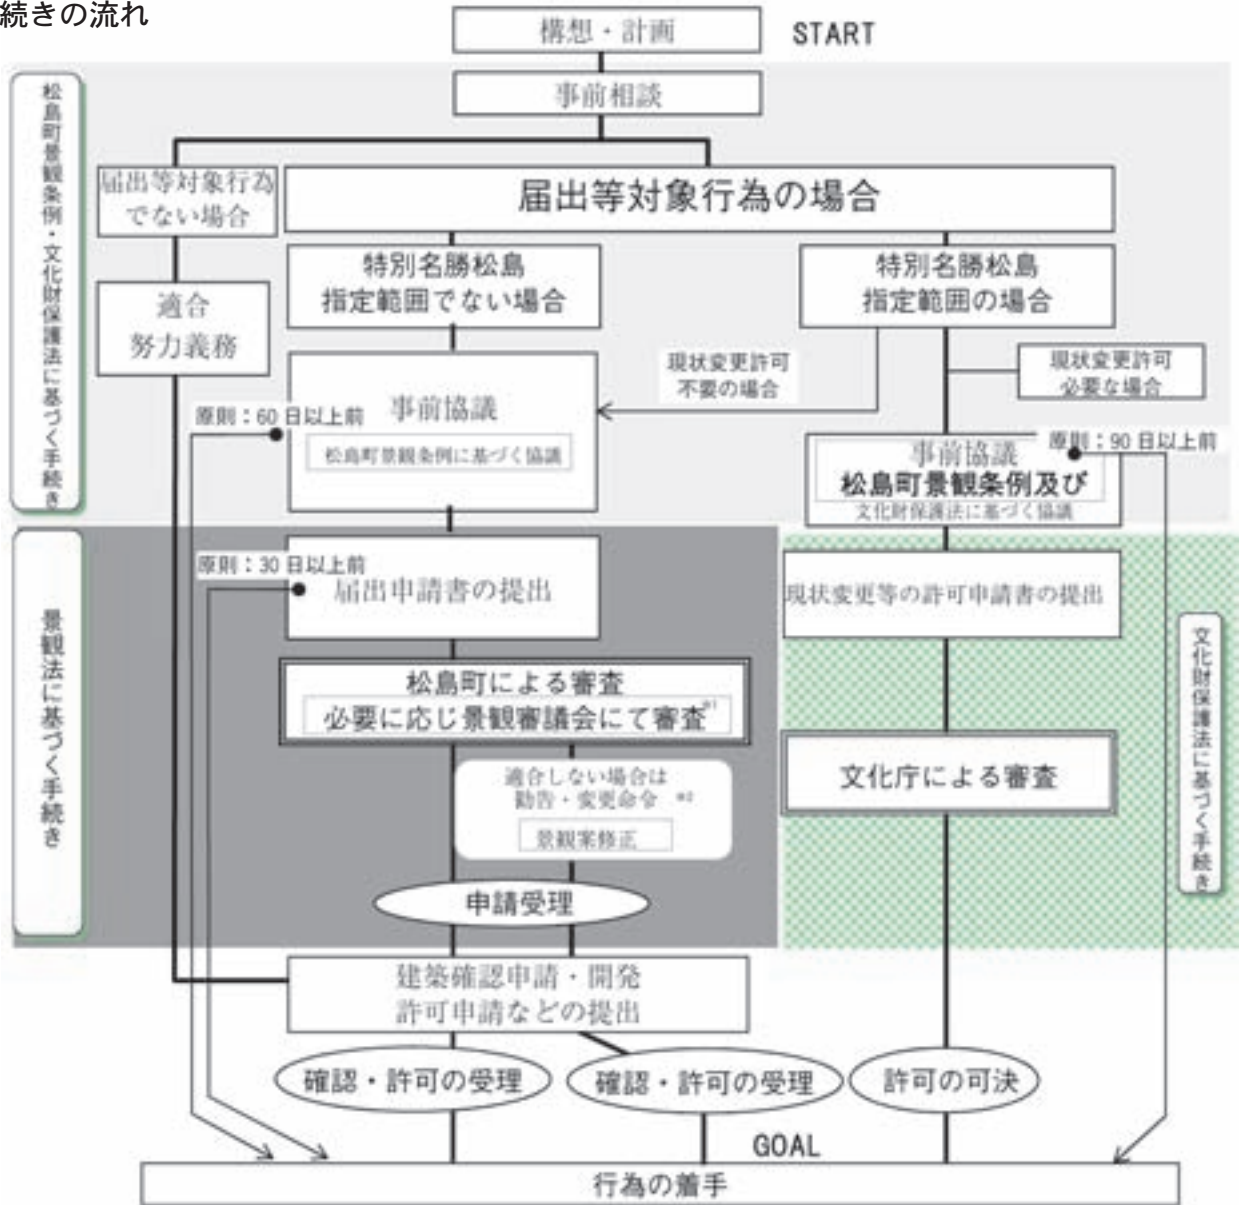 続きの流れ
構想・計画
START
事前相談
松島町景観条例・文化財保護法に基づく手続き
届出等対象行為
でない場合
届出等対象行為の場合
特別名勝松島
指定範囲でない場合
特別名勝松島
指定範囲の場合
適合
努力義務
現状変更許可
不要の場合
現状変更許可
必要な場合
原則:60日以上前
事前協議
松島町景観条例に基づく協議
原則:90日以上前
事前協議
松島町景観条例及び
文化財保護法に基づく協議
景観法に基づく手続き
原則:30日以上前
届出申請書の提出
現状変更等の許可申請書の提出
文化財保護法に基づく手続き
松島町による審査
必要に応じ景観審議会にて審査※1
文化庁による審査
適合しない場合は
勧告・変更命令 ※2
景観案修正
申請受理
建築確認申請・開発
許可申請などの提出
確認・許可の受理
確認・許可の受理
許可の可決
GOAL
行為の着手